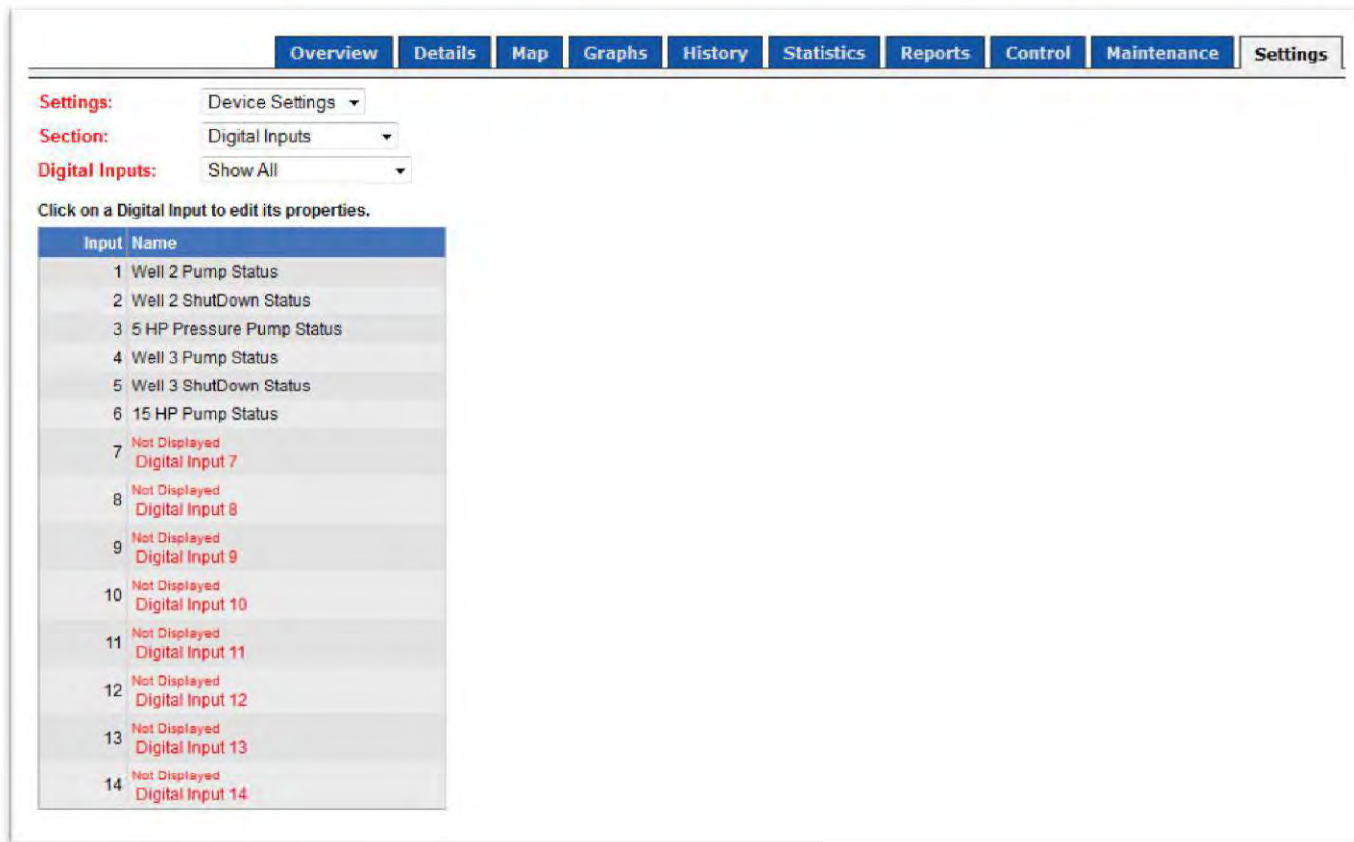 Overview Details Map Graphs History Statistics Reports Control Maintenance Settings
Settings: Device Settings
Section: Digital Inputs
Digital Inputs: Show All
Click on a Digital Input to edit its properties.
Input Name
1 Well 2 Pump Status
2 Well 2 ShutDown Status
3 5 HP Pressure Pump Status
4 Well 3 Pump Status
5 Well 3 ShutDown Status
6 15 HP Pump Status
7 Not Displayed
Digital Input 7
8 Not Displayed
Digital Input 8
9 Not Displayed
Digital Input 9
10 Not Displayed
Digital Input 10
11 Not Displayed
Digital Input 11
12 Not Displayed
Digital Input 12
13 Not Displayed
Digital Input 13
14 Not Displayed
Digital Input 14